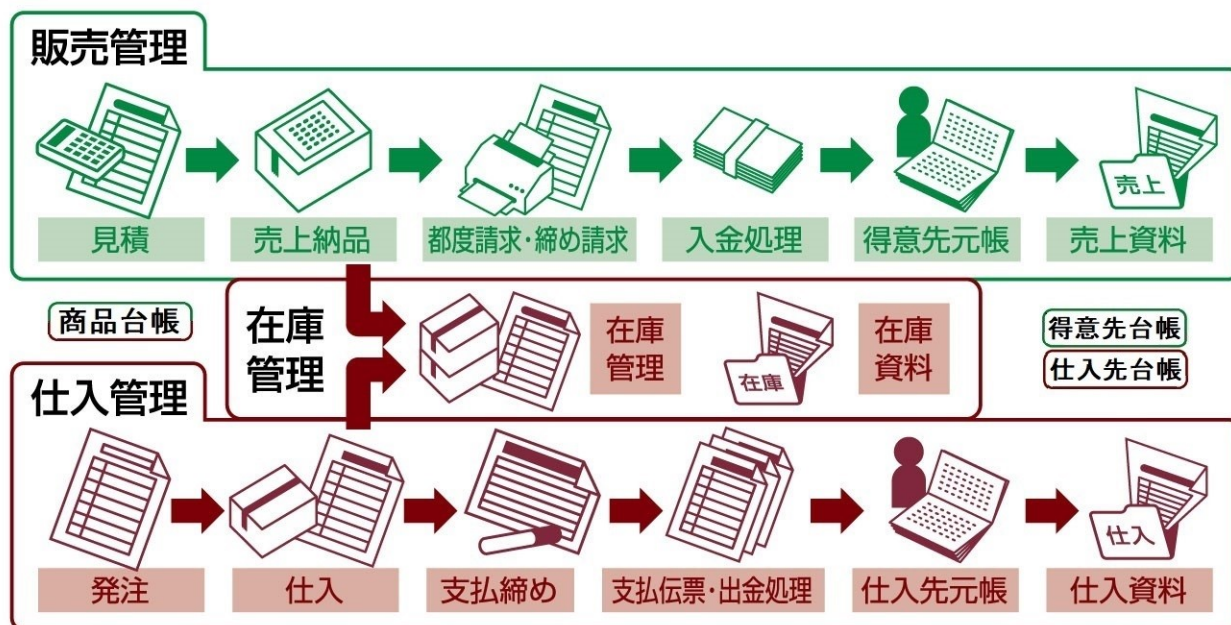 販売管理
売上
見積
売上納品
都度請求・締め請求
入金処理
得意先元帳
売上資料
商品台帳
在庫
管理
在庫
管理
在庫
在庫
資料
得意先台帳
仕入先台帳
仕入管理
仕入
発注
仕入
支払締め
支払伝票・出金処理
仕入先元帳
仕入資料